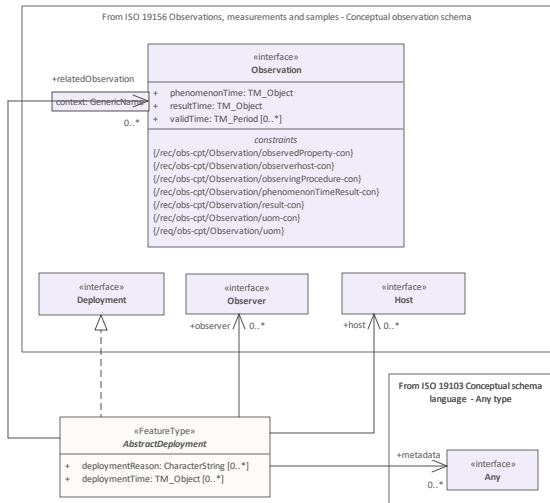 From ISO 19156 Observations, measurements and samples - Conceptual observation schema
«interface»
Observation
+ phenomenonTime: TM_Object
+ resultTime: TM_Object
+ validTime: TM_Period [0..*]
constraints
{/rec/obs-cpt/Observation/observedProperty-con}
{/rec/obs-cpt/Observation/observerhost-con}
{/rec/obs-cpt/Observation/observingProcedure-con}
{/rec/obs-cpt/Observation/phenomenonTimeResult-con}
{/rec/obs-cpt/Observation/result-con}
{/rec/obs-cpt/Observation/uom-con}
{/req/obs-cpt/Observation/uom}
+relatedObservation
context: GenericName
0..*
«interface»
Deployment
«interface»
Observer
«interface»
Host
+observer 0..*
+host 0..*
From ISO 19103 Conceptual schema
language - Any type
«FeatureType»
AbstractDeployment
+ deploymentReason: CharacterString [0..*]
+ deploymentTime: TM_Object [0..*]
+metadata
0..*
«interface»
Any